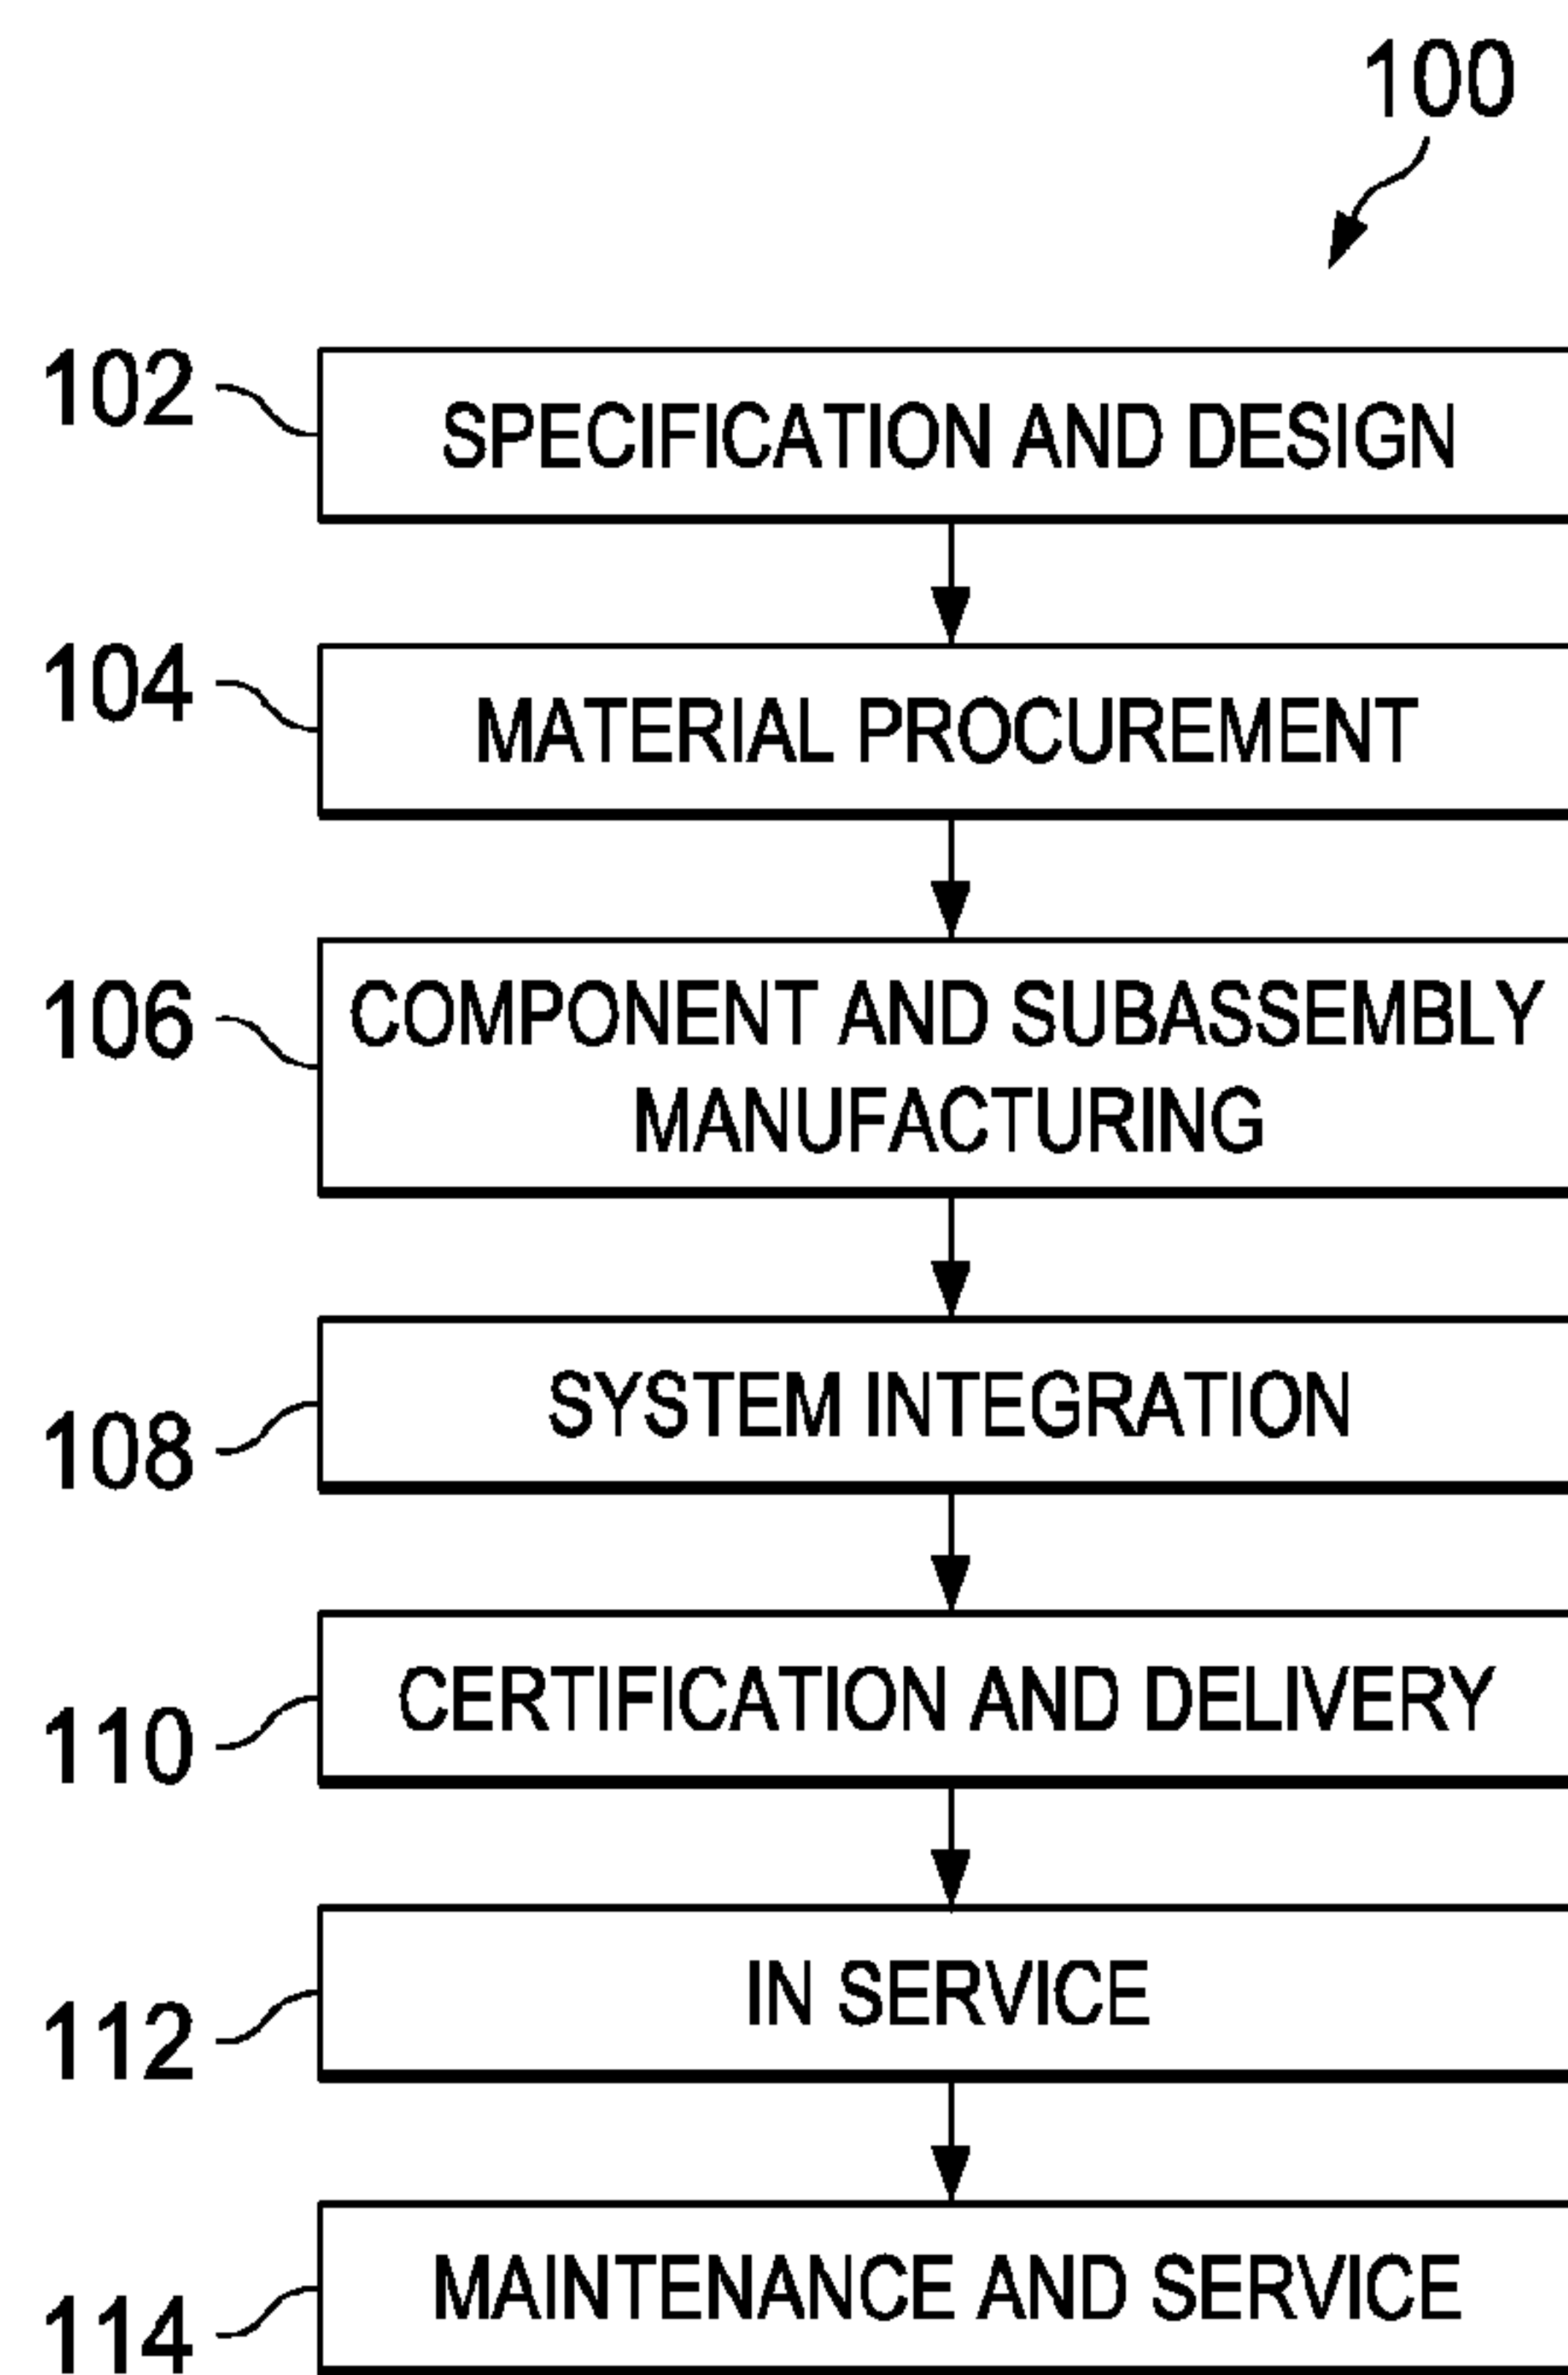 100
102 SPECIFICATION AND DESIGN
104 MATERIAL PROCUREMENT
106 COMPONENT AND SUBASSEMBLY
MANUFACTURING
108 SYSTEM INTEGRATION
110 CERTIFICATION AND DELIVERY
112 IN SERVICE
114 MAINTENANCE AND SERVICE